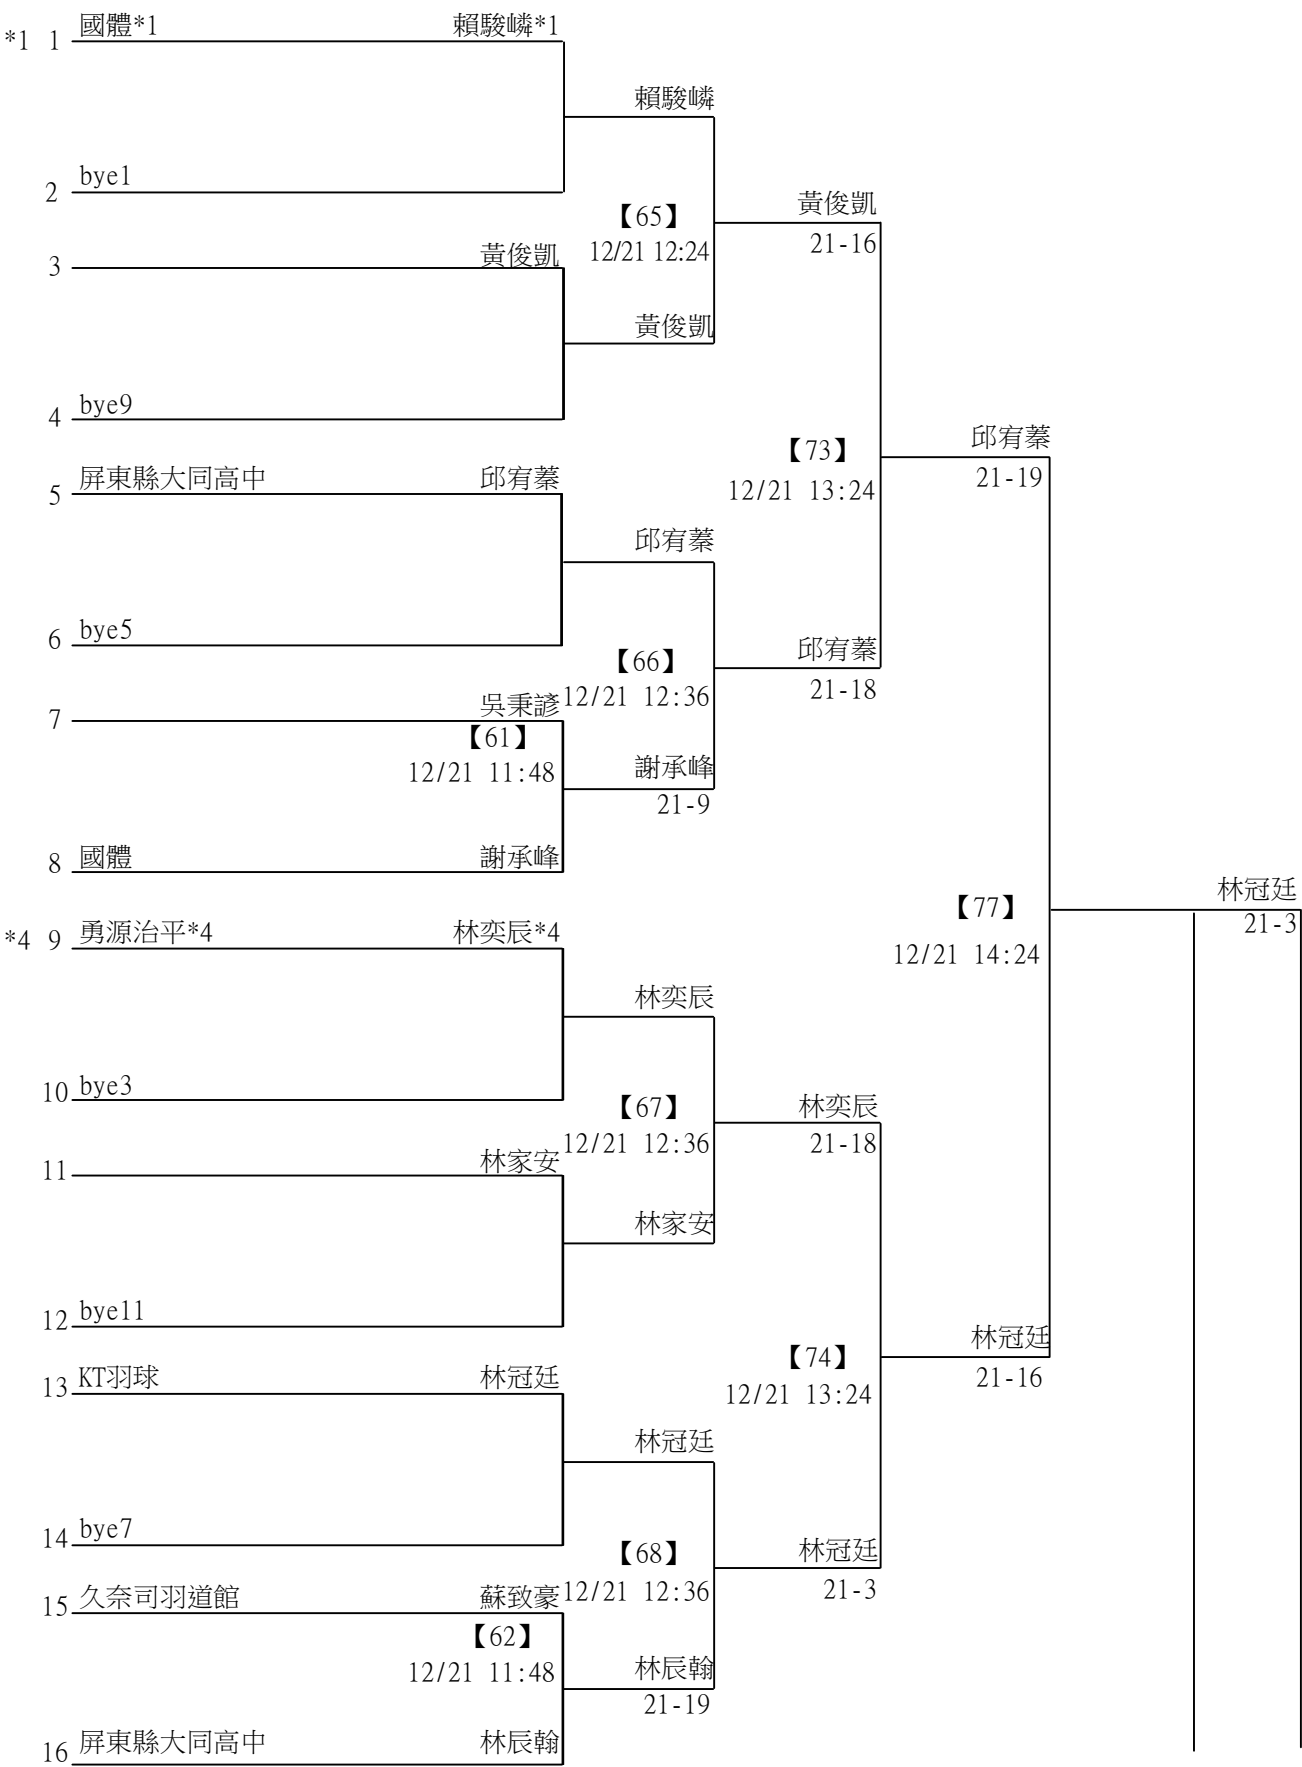 *1 1 國體*1 賴駿嶙*1
賴駿嶙
2 bye1
【65】
12/21 12:24
黃俊凱
21-16
3 黃俊凱
黃俊凱
4 bye9
【73】
12/21 13:24
邱宥蓁
21-19
5 屏東縣大同高中 邱宥蓁
邱宥蓁
6 bye5
【66】
12/21 12:36
邱宥蓁
21-18
7 吳秉諺
【61】
12/21 11:48
謝承峰
21-9
8 國體 謝承峰
【77】
12/21 14:24
林冠廷
21-3
*4 9 勇源治平*4 林奕辰*4
林奕辰
10 bye3
【67】
12/21 12:36
林奕辰
21-18
11 林家安
林家安
12 bye11
【74】
12/21 13:24
林冠廷
21-16
13 KT羽球 林冠廷
林冠廷
14 bye7
【68】
12/21 12:36
林冠廷
21-3
15 久奈司羽道館 蘇致豪
【62】
12/21 11:48
林辰翰
21-19
16 屏東縣大同高中 林辰翰